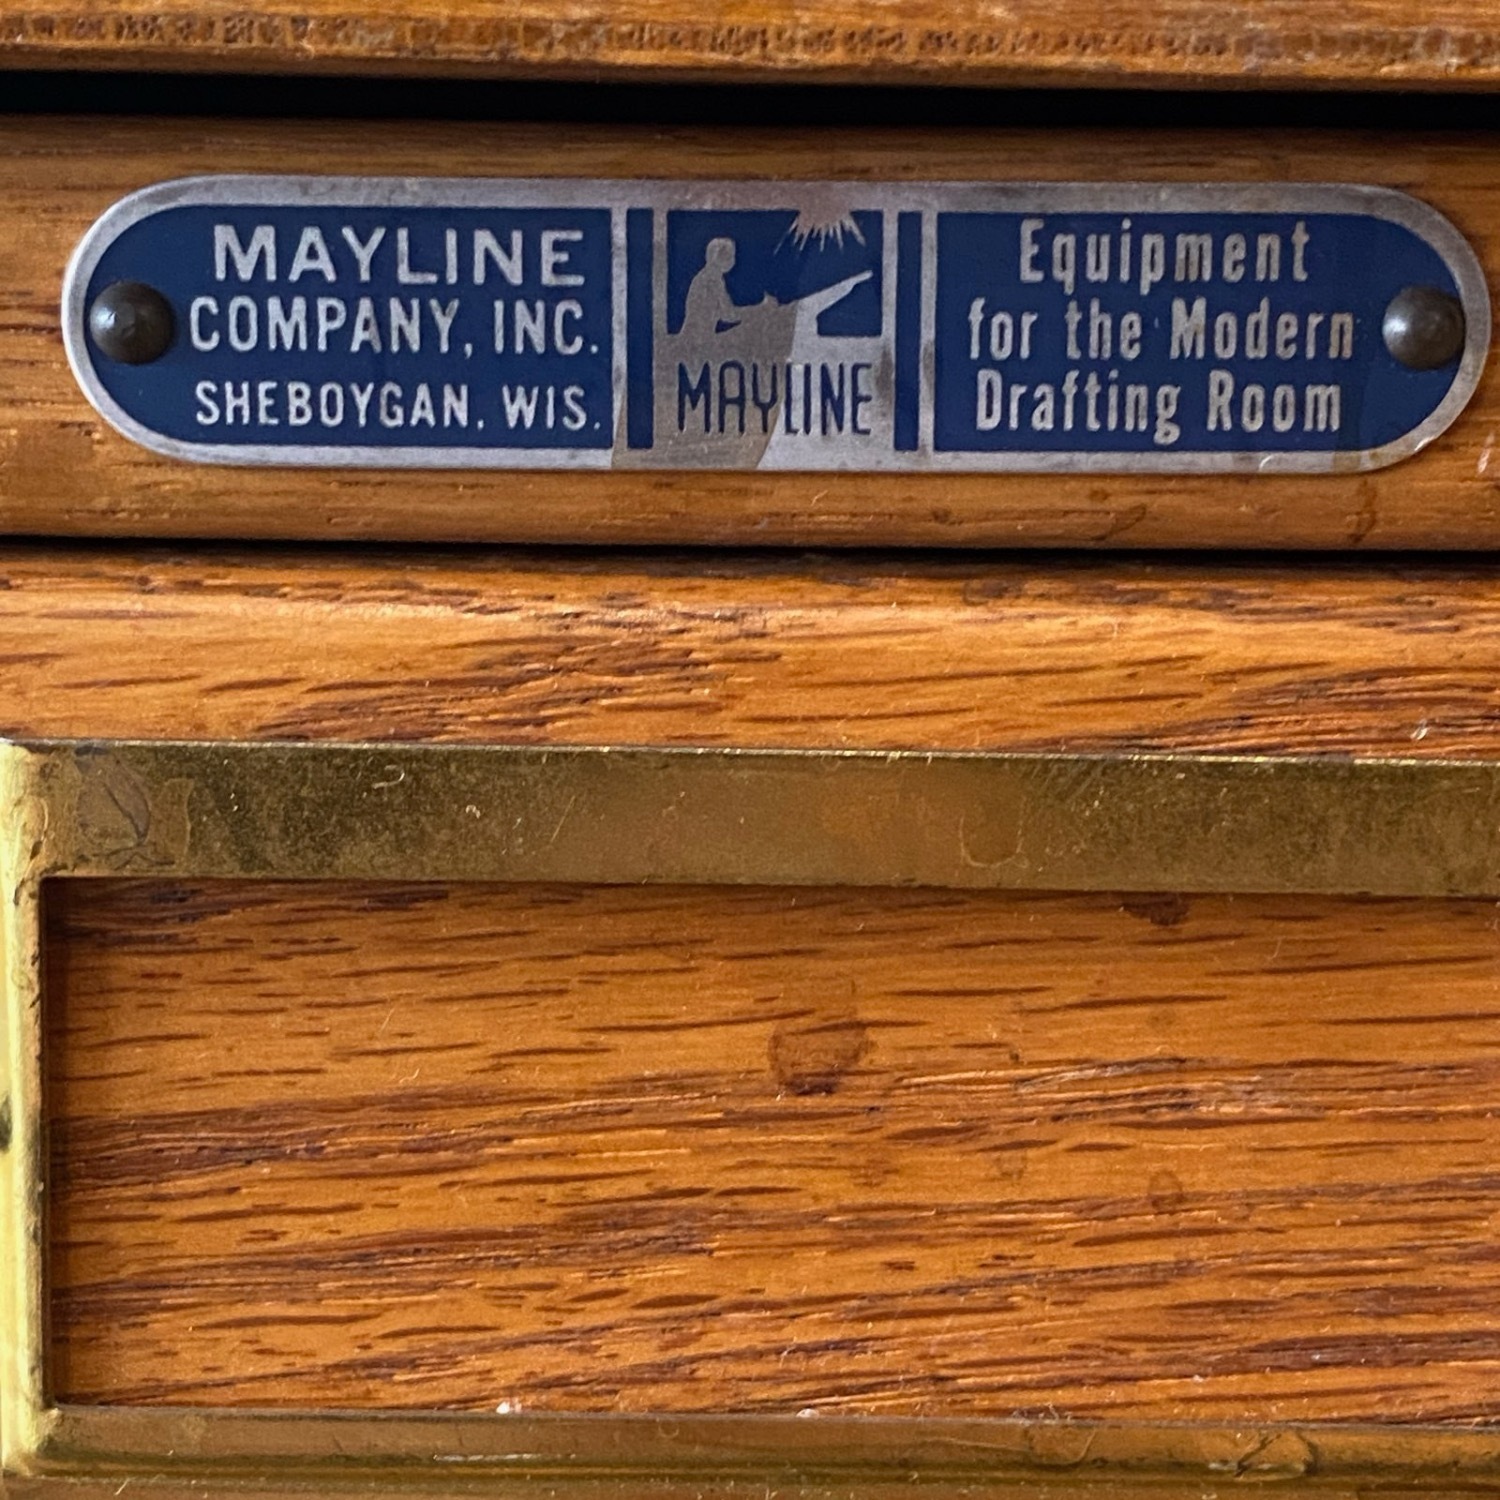 MAYLINE
COMPANY, INC.
SHEBOYGAN, WIS.
MAYLINE
Equipment
for the Modern
Drafting Room